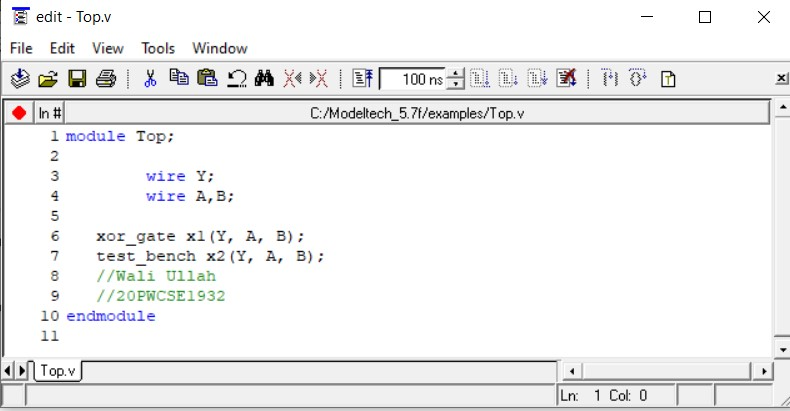 edit - Top.v
File Edit View Tools Window
100 ns
ln # C:/Modeltech_5.7f/examples/Top.v
1 module Top;
2
3 wire Y;
4 wire A,B;
5
6 xor_gate x1(Y, A, B);
7 test_bench x2(Y, A, B);
8 //Wali Ullah
9 //20PWCSE1932
10 endmodule
11
Top.v
Ln: 1 Col: 0